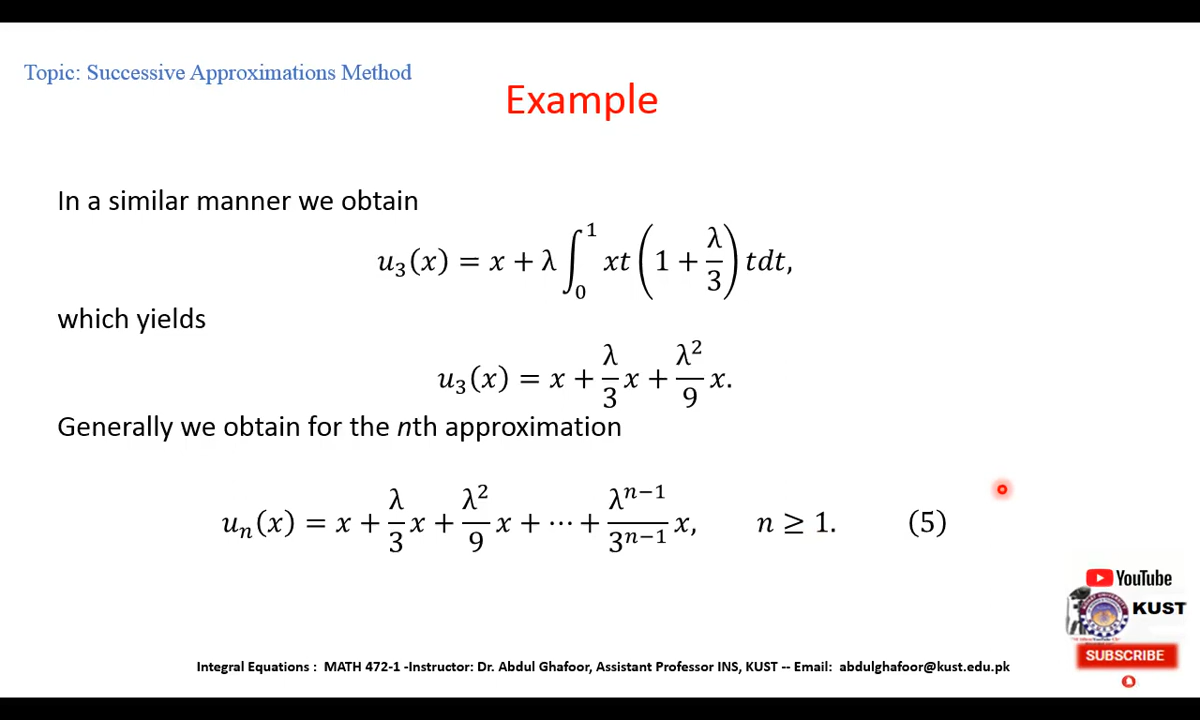 Topic: Successive Approximations Method
Example
In a similar manner we obtain
u₃(x) = x + λ ∫₀¹ xt (1 + λ/3) tdt,
which yields
u₃(x) = x + λ/3 x + λ²/9 x.
Generally we obtain for the nth approximation
uₙ(x) = x + λ/3 x + λ²/9 x + ⋯ + λⁿ⁻¹/3ⁿ⁻¹ x, n ≥ 1. (5)
YouTube
KUST
SUBSCRIBE
Integral Equations : MATH 472-1 -Instructor: Dr. Abdul Ghafoor, Assistant Professor INS, KUST -- Email: abdulghafoor@kust.edu.pk